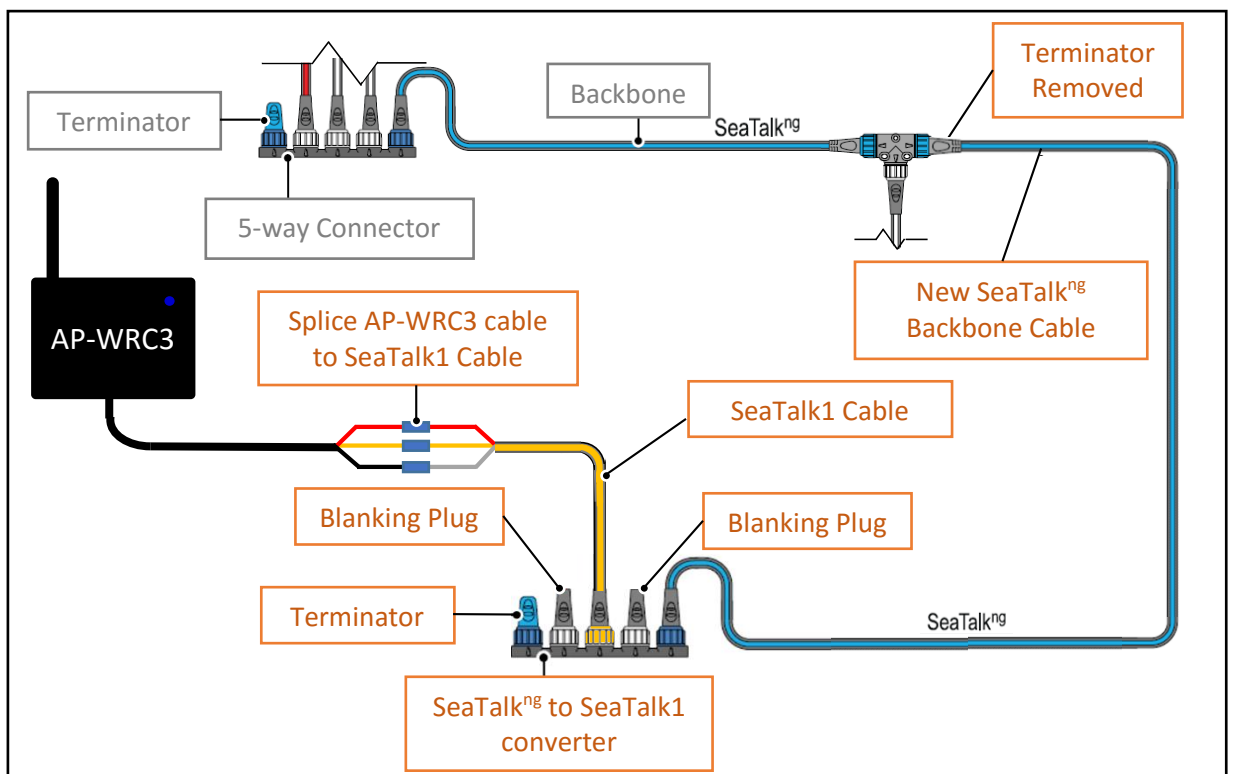 Terminator
Backbone
SeaTalkⁿᵍ
Terminator
Removed
5-way Connector
AP-WRC3
Splice AP-WRC3 cable
to SeaTalk1 Cable
New SeaTalkⁿᵍ
Backbone Cable
SeaTalk1 Cable
Blanking Plug
Blanking Plug
Terminator
SeaTalkⁿᵍ
SeaTalkⁿᵍ to SeaTalk1
converter